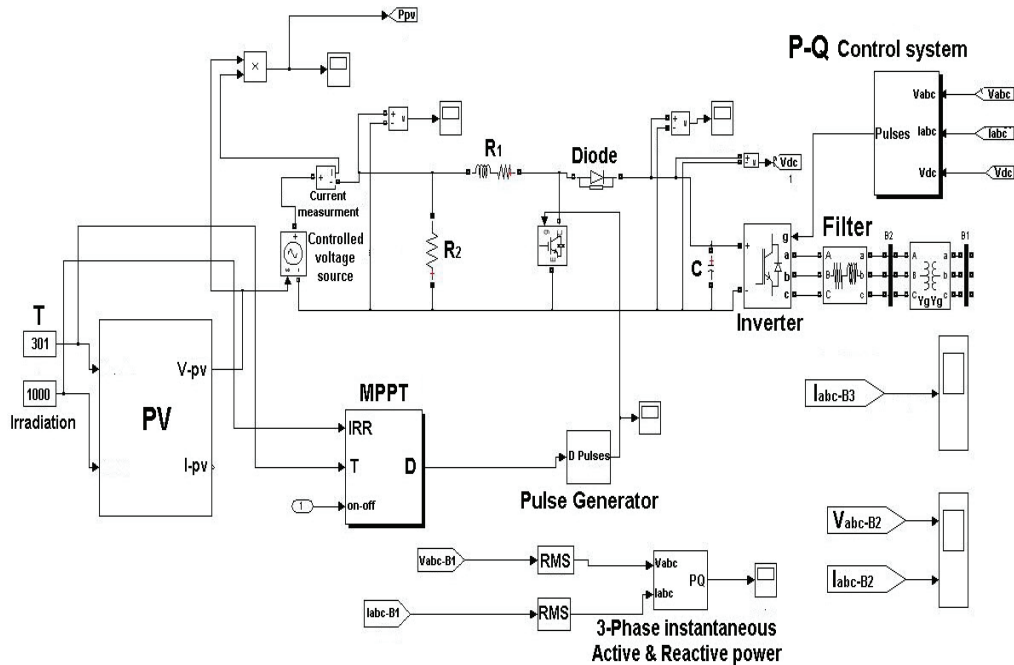 Ppv
P-Q Control system
×
Vabc
Pulses
Iabc
Vdc
Vabc
Iabc
Vdc
+
-
v
+
-
v
+
-
v
Vdc
1
R1
Diode
+
-
i
Current
measurment
Controlled
voltage
source
R2
C
g
+
-
a
b
c
Inverter
Filter
A
B
C
a
b
c
B2
A
B
C
a
b
c
Yg Yg
B1
T
301
1000
Irradiation
V-pv
PV
I-pv
MPPT
IRR
T
D
on-off
1
D Pulses
Pulse Generator
Iabc-B3
Vabc-B2
Iabc-B2
Vabc-B1
RMS
Iabc-B1
RMS
Vabc
Iabc
PQ
3-Phase instantaneous
Active & Reactive power